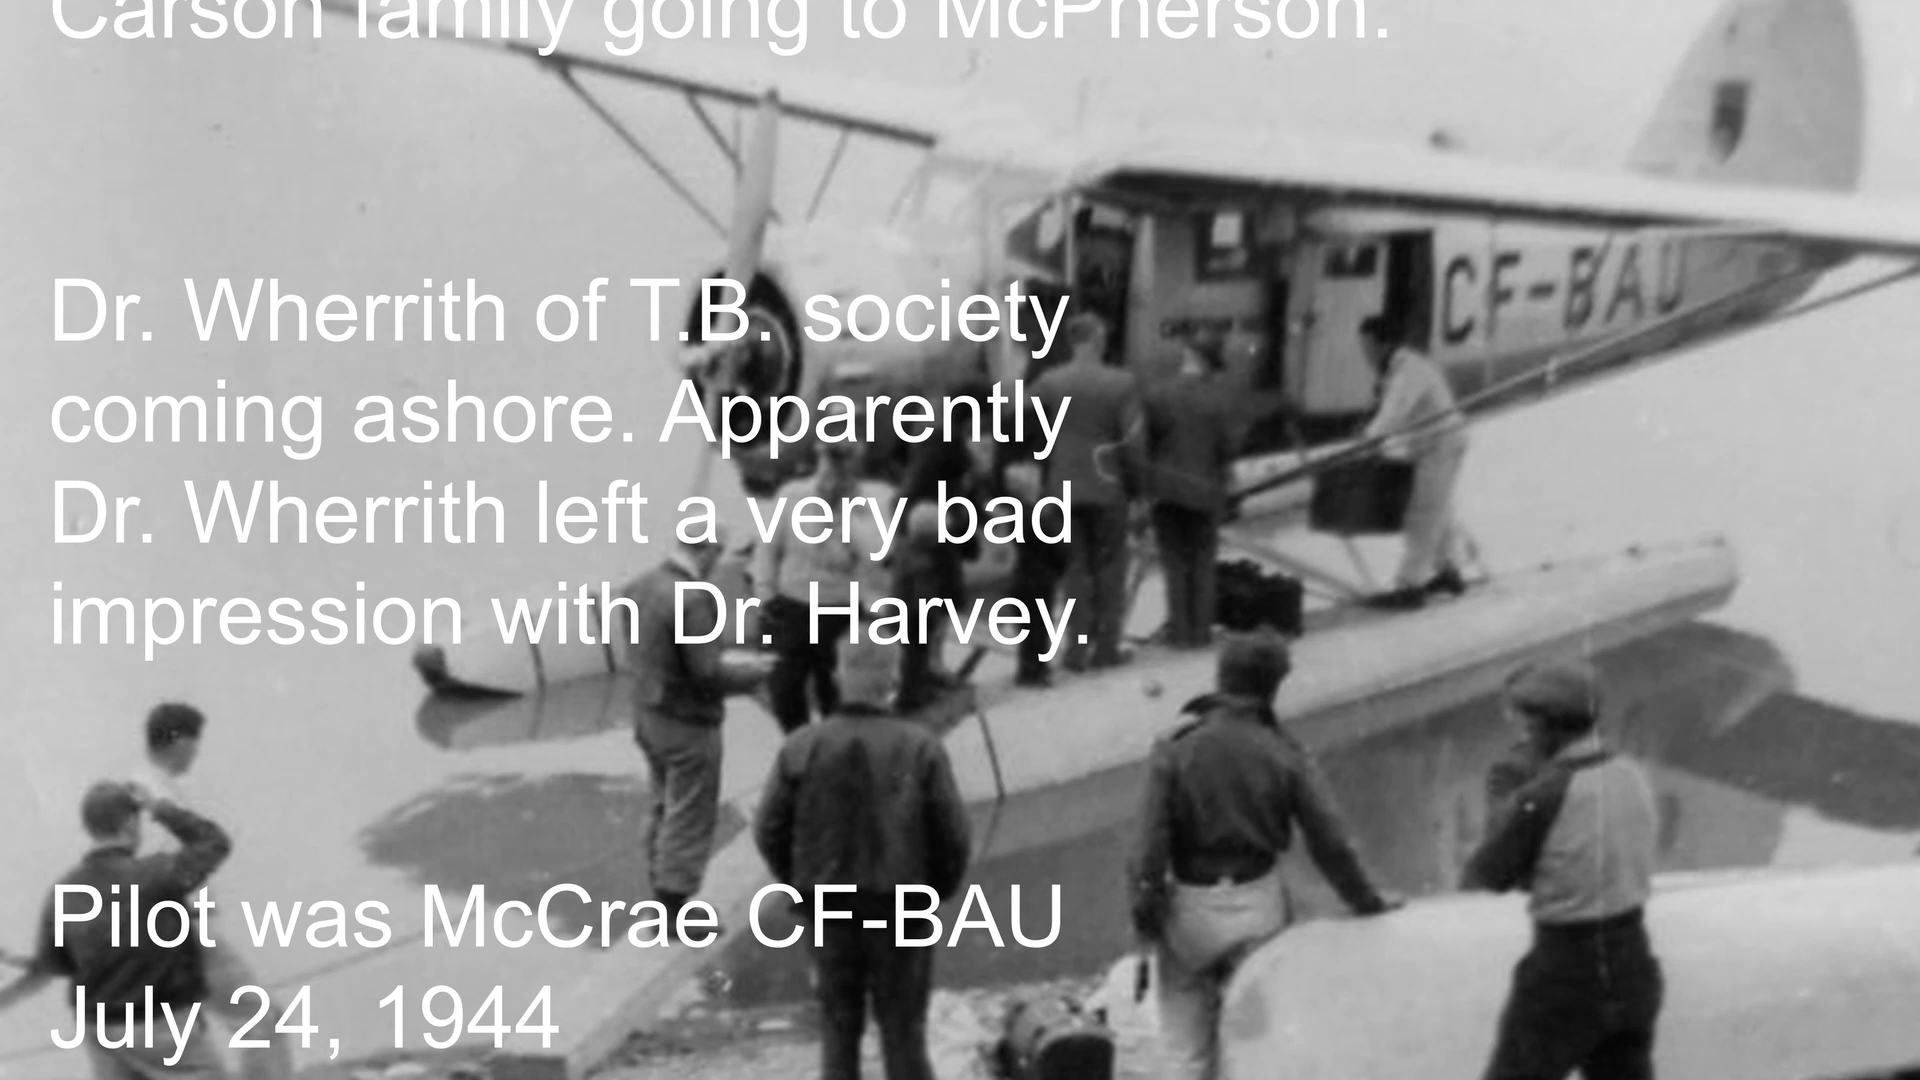 Carson family going to McPherson.
Dr. Wherrith of T.B. society
coming ashore. Apparently
Dr. Wherrith left a very bad
impression with Dr. Harvey.
Pilot was McCrae CF-BAU
July 24, 1944
CF-BAU